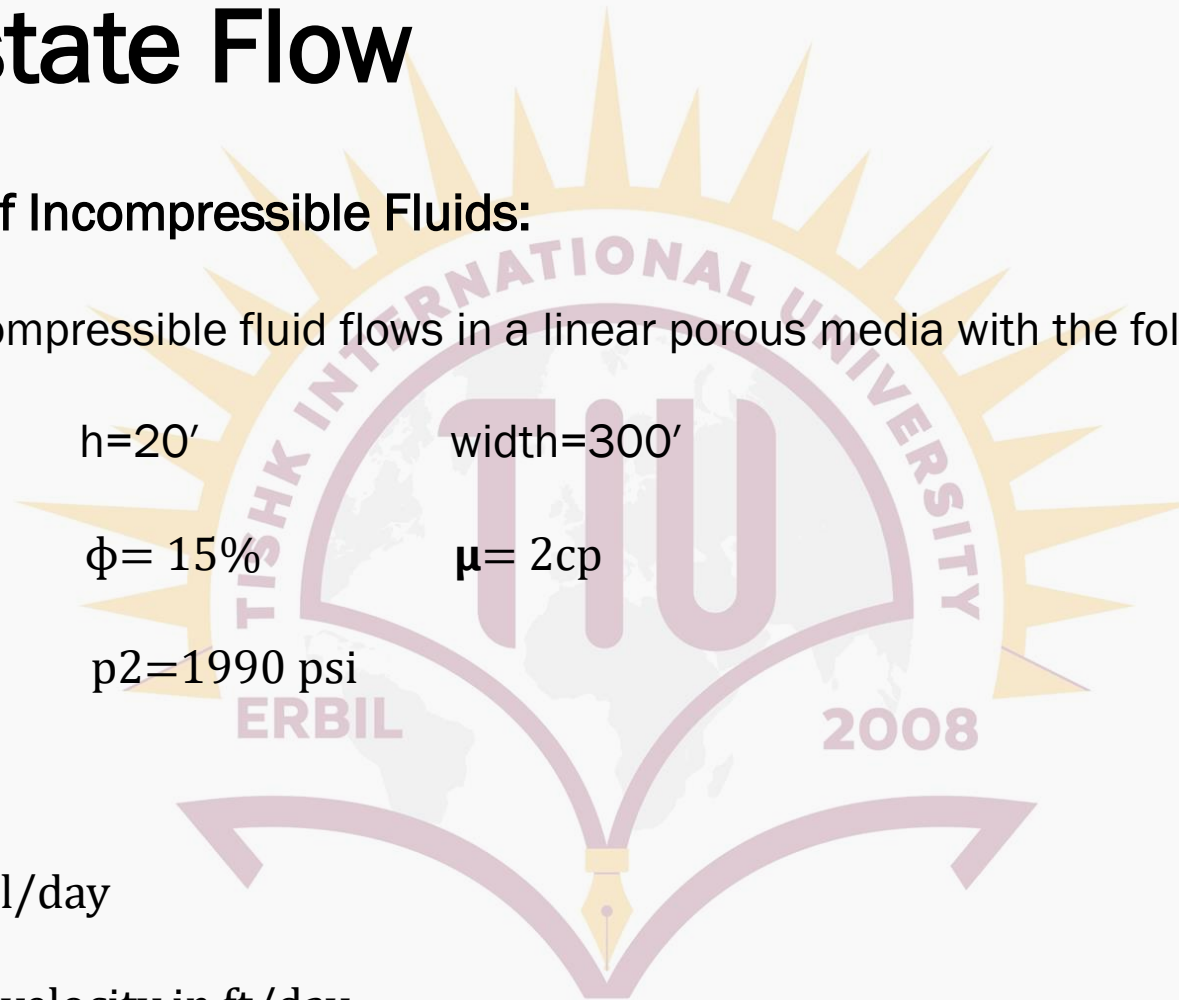 state Flow
f Incompressible Fluids:
ompressible fluid flows in a linear porous media with the fol
h=20′ width=300′
ϕ= 15% μ= 2cp
p2=1990 psi
l/day
velocity in ft/day
TISHK INTERNATIONAL UNIVERSITY
TIU
ERBIL 2008